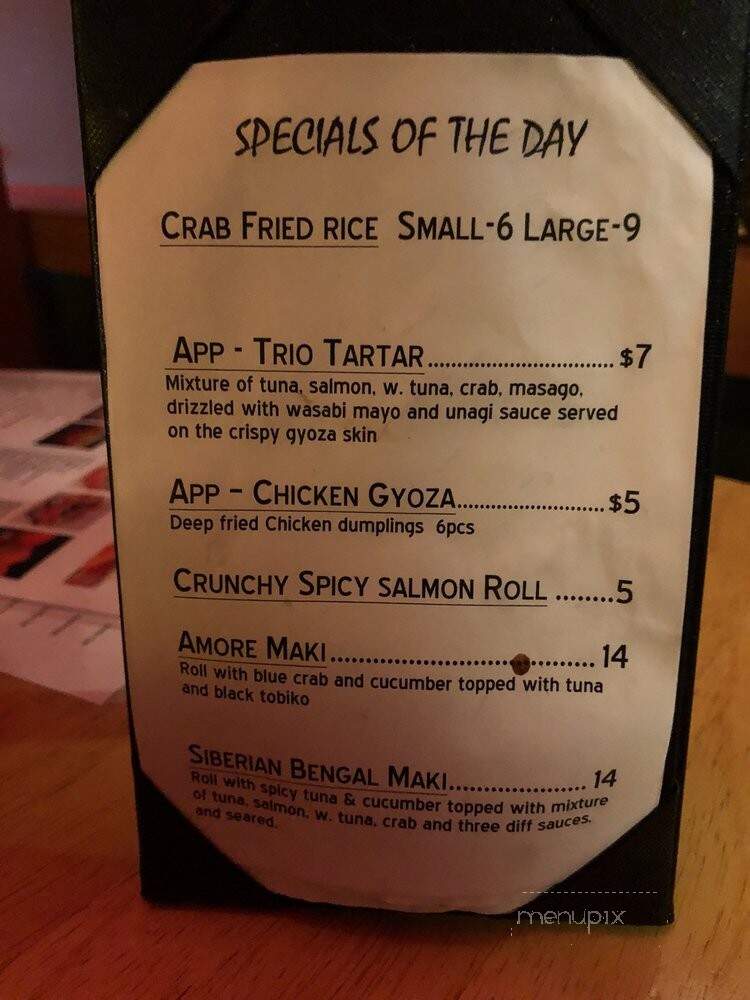 SPECIALS OF THE DAY
CRAB FRIED RICE SMALL-6 LARGE-9
APP - TRIO TARTAR.................................$7
Mixture of tuna, salmon, w. tuna, crab, masago,
drizzled with wasabi mayo and unagi sauce served
on the crispy gyoza skin
APP – CHICKEN GYOZA..........................$5
Deep fried Chicken dumplings 6pcs
CRUNCHY SPICY SALMON ROLL ........5
AMORE MAKI....................................14
Roll with blue crab and cucumber topped with tuna
and black tobiko
SIBERIAN BENGAL MAKI...................14
Roll with spicy tuna & cucumber topped with mixture
of tuna, salmon, w. tuna, crab and three diff sauces.
and seared.
menupix